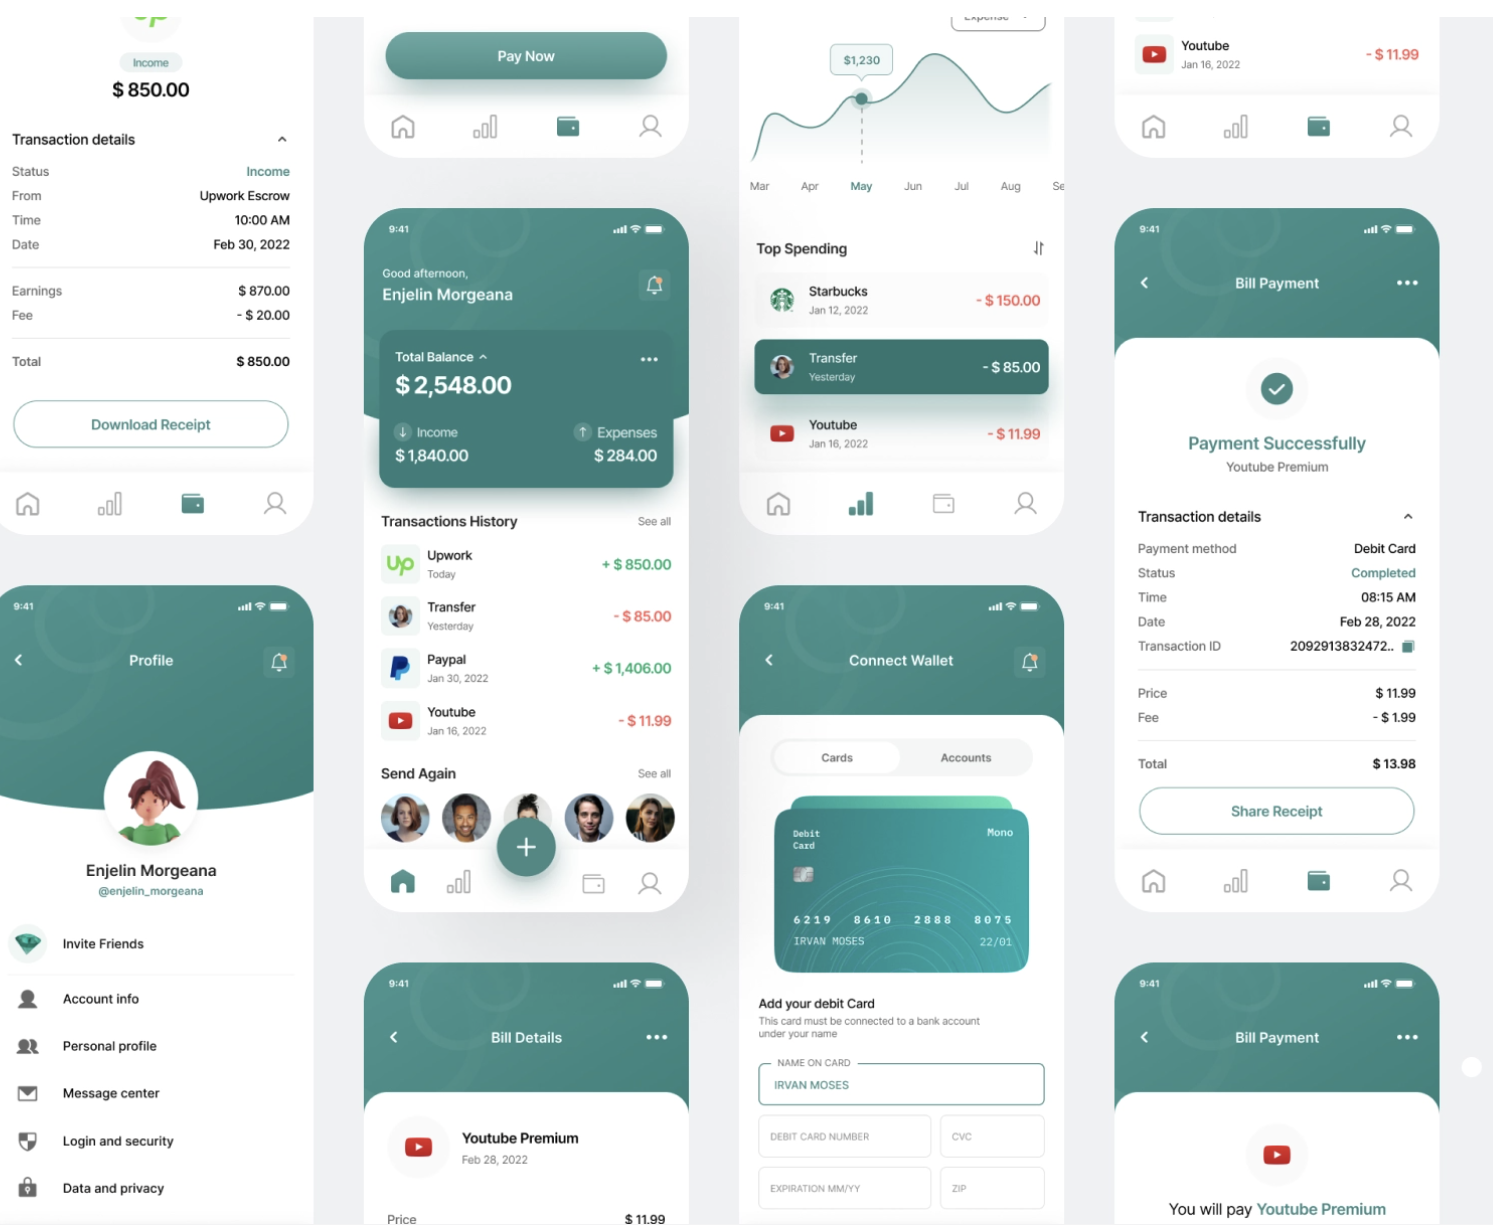 up
Income
$ 850.00
Transaction details
Status Income
From Upwork Escrow
Time 10:00 AM
Date Feb 30, 2022
Earnings $ 870.00
Fee - $ 20.00
Total $ 850.00
Download Receipt
9:41
Profile
Enjelin Morgeana
@enjelin_morgeana
Invite Friends
Account info
Personal profile
Message center
Login and security
Data and privacy
Pay Now
9:41
Good afternoon,
Enjelin Morgeana
Total Balance
$ 2,548.00
Income Expenses
$ 1,840.00 $ 284.00
Transactions History See all
up
Upwork + $ 850.00
Today
Transfer - $ 85.00
Yesterday
Paypal + $ 1,406.00
Jan 30, 2022
Youtube - $ 11.99
Jan 16, 2022
Send Again See all
9:41
Bill Details
Youtube Premium
Feb 28, 2022
Price $ 11.99
Expense
$1,230
Mar Apr May Jun Jul Aug Se
Top Spending
Starbucks - $ 150.00
Jan 12, 2022
Transfer - $ 85.00
Yesterday
Youtube - $ 11.99
Jan 16, 2022
9:41
Connect Wallet
Cards Accounts
Debit Mono
Card
6219 8610 2888 8075
IRVAN MOSES 22/01
Add your debit Card
This card must be connected to a bank account
under your name
NAME ON CARD
IRVAN MOSES
DEBIT CARD NUMBER CVC
EXPIRATION MM/YY ZIP
Youtube - $ 11.99
Jan 16, 2022
9:41
Bill Payment
Payment Successfully
Youtube Premium
Transaction details
Payment method Debit Card
Status Completed
Time 08:15 AM
Date Feb 28, 2022
Transaction ID 2092913832472..
Price $ 11.99
Fee - $ 1.99
Total $ 13.98
Share Receipt
9:41
Bill Payment
You will pay Youtube Premium